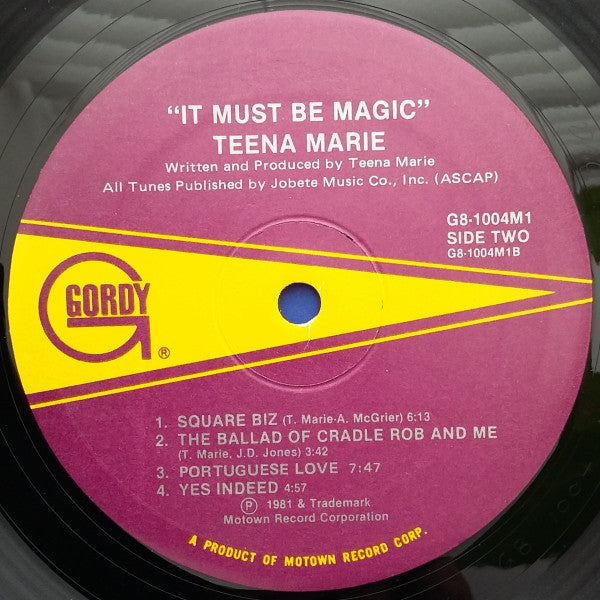 "IT MUST BE MAGIC"
TEENA MARIE
Written and Produced by Teena Marie
All Tunes Published by Jobete Music Co., Inc. (ASCAP)
G8-1004M1
SIDE TWO
G8-1004M1B
GORDY
®
1. SQUARE BIZ (T. Marie-A. McGrier) 6:13
2. THE BALLAD OF CRADLE ROB AND ME
(T. Marie, J.D. Jones) 3:42
3. PORTUGUESE LOVE 7:47
4. YES INDEED 4:57
℗ 1981 & Trademark
Motown Record Corporation
A PRODUCT OF MOTOWN RECORD CORP.